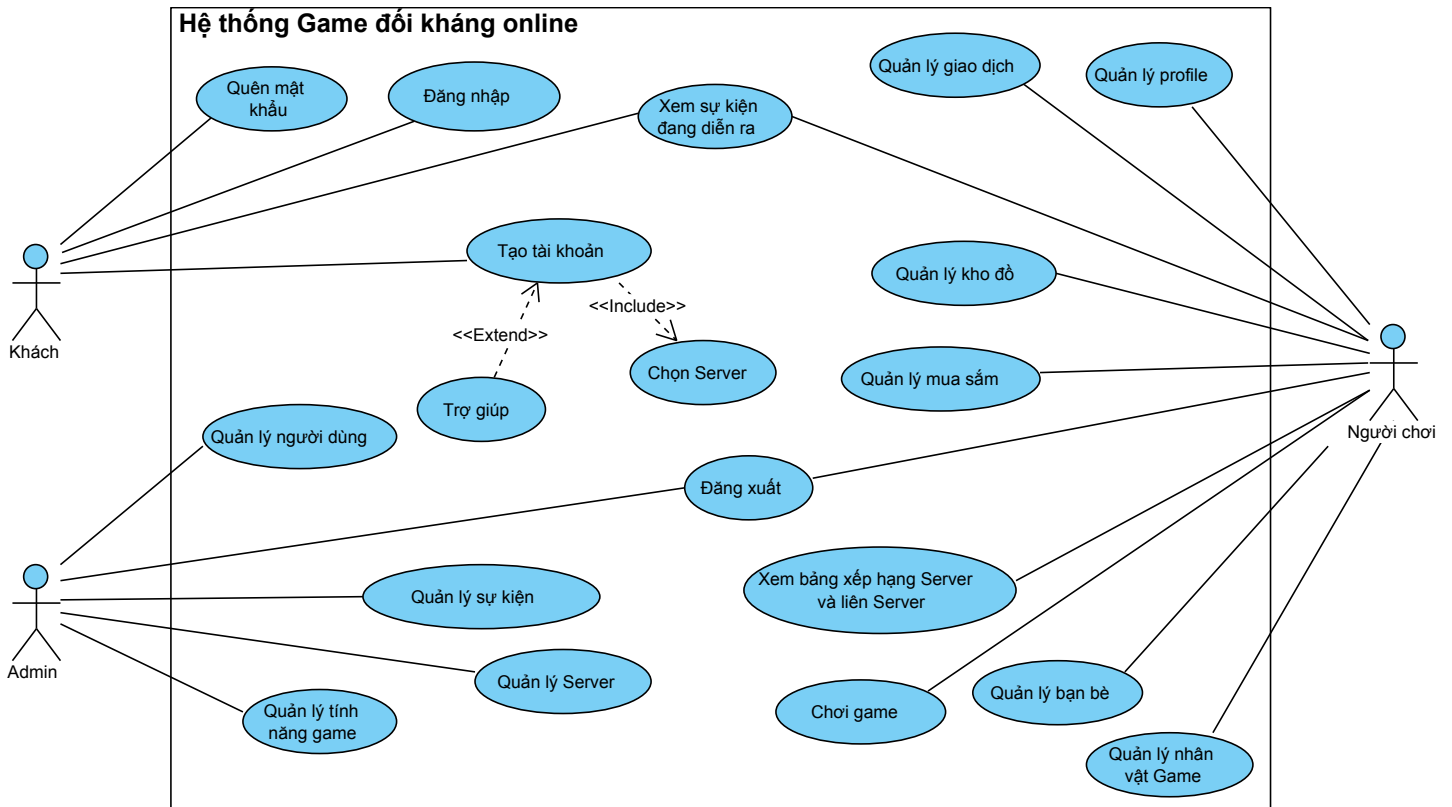 Hệ thống Game đối kháng online
Quên mật
khẩu
Đăng nhập
Xem sự kiện
đang diễn ra
Quản lý giao dịch
Quản lý profile
Tạo tài khoản
Quản lý kho đồ
<<Include>>
<<Extend>>
Khách
Chọn Server
Quản lý mua sắm
Trợ giúp
Người chơi
Quản lý người dùng
Đăng xuất
Xem bảng xếp hạng Server
và liên Server
Quản lý sự kiện
Admin
Quản lý Server
Quản lý tính
năng game
Chơi game
Quản lý bạn bè
Quản lý nhân
vật Game